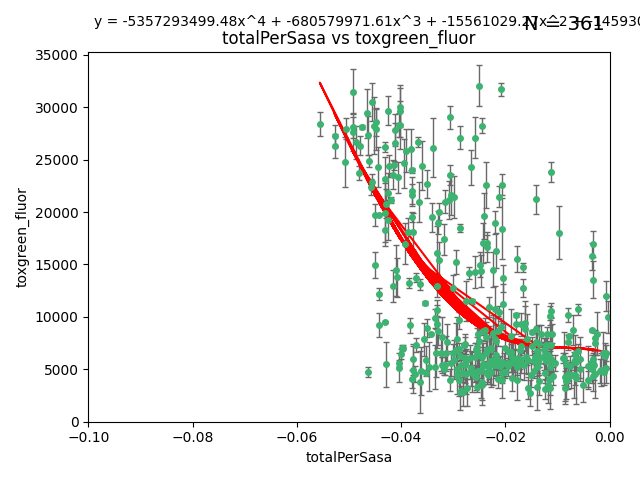 y = -5357293499.48x^4 + -680579971.61x^3 + -15561029.27x^2 +
N = 361
totalPerSasa vs toxgreen_fluor
35000
30000
25000
20000
15000
10000
5000
0
toxgreen_fluor
−0.10 −0.08 −0.06 −0.04 −0.02 0.00
totalPerSasa